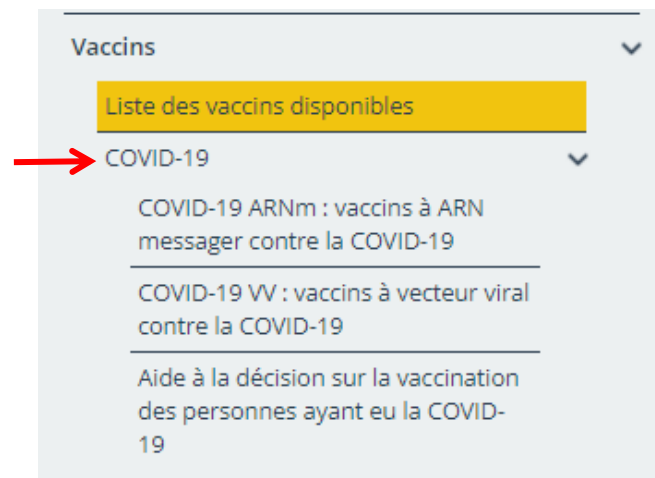 Vaccins
Liste des vaccins disponibles
COVID-19
COVID-19 ARNm : vaccins à ARN
messager contre la COVID-19
COVID-19 VV : vaccins à vecteur viral
contre la COVID-19
Aide à la décision sur la vaccination
des personnes ayant eu la COVID-
19